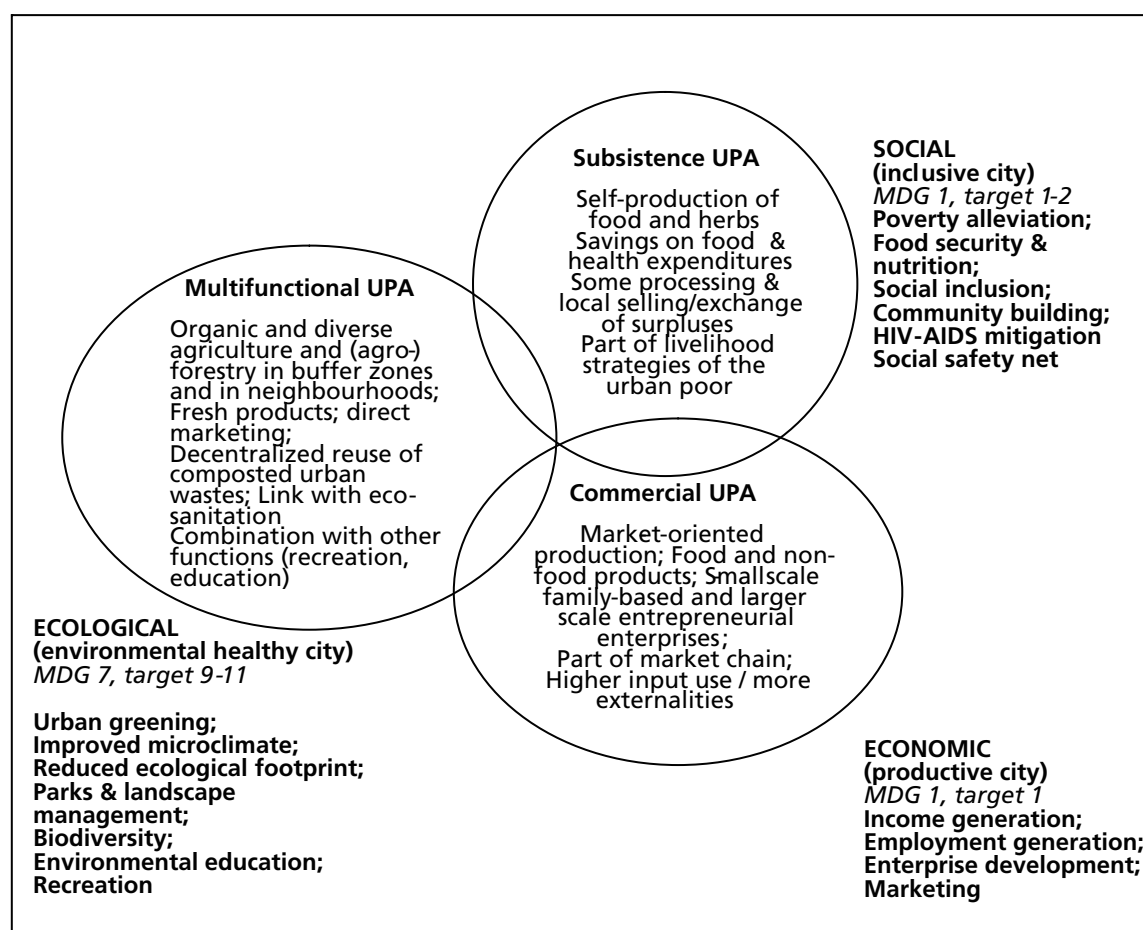 Subsistence UPA
Self-production of
food and herbs
Savings on food &
health expenditures
Some processing &
local selling/exchange
of surpluses
Part of livelihood
strategies of the
urban poor
SOCIAL
(inclusive city)
MDG 1, target 1-2
Poverty alleviation;
Food security &
nutrition;
Social inclusion;
Community building;
HIV-AIDS mitigation
Social safety net
Multifunctional UPA
Organic and diverse
agriculture and (agro-)
forestry in buffer zones
and in neighbourhoods;
Fresh products; direct
marketing;
Decentralized reuse of
composted urban
wastes; Link with eco-
sanitation
Combination with other
functions (recreation,
education)
Commercial UPA
Market-oriented
production; Food and non-
food products; Smallscale
family-based and larger
scale entrepreneurial
enterprises;
Part of market chain;
Higher input use / more
externalities
ECOLOGICAL
(environmental healthy city)
MDG 7, target 9-11
Urban greening;
Improved microclimate;
Reduced ecological footprint;
Parks & landscape
management;
Biodiversity;
Environmental education;
Recreation
ECONOMIC
(productive city)
MDG 1, target 1
Income generation;
Employment generation;
Enterprise development;
Marketing